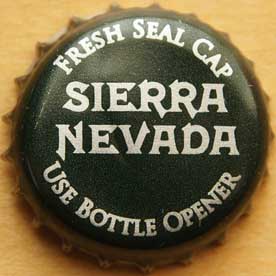 FRESH SEAL CAP
SIERRA
NEVADA
USE BOTTLE OPENER